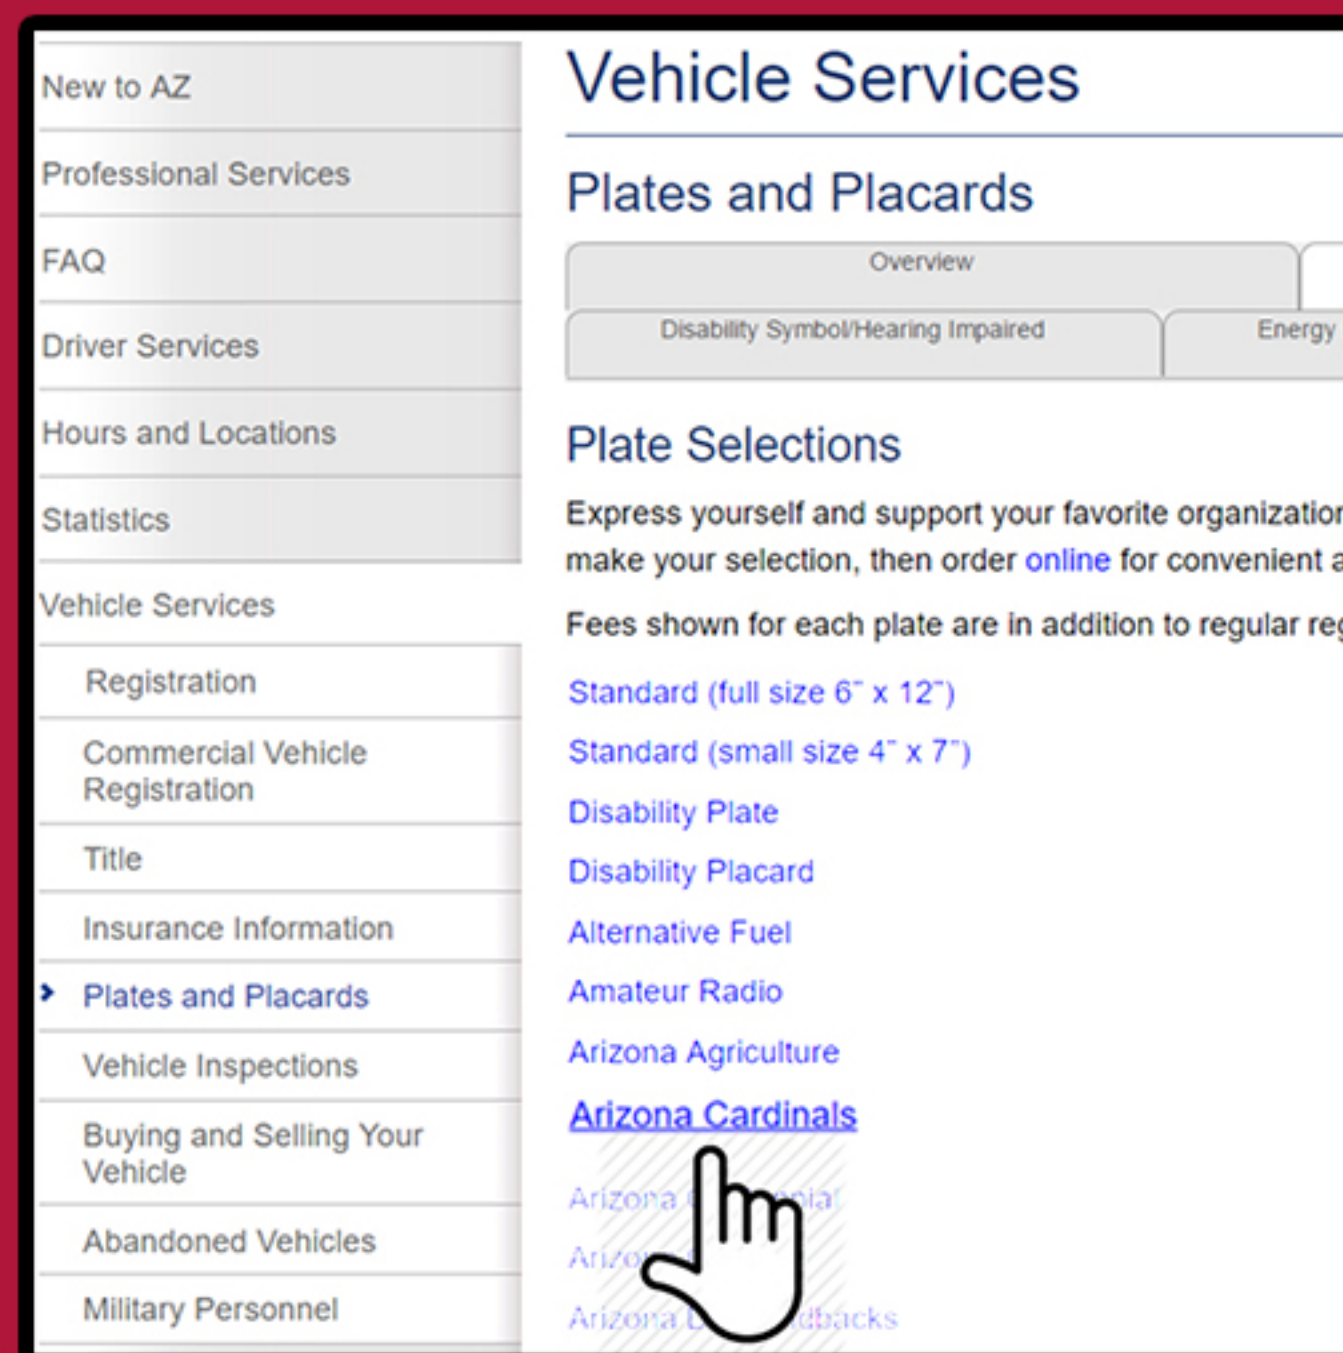 New to AZ
Professional Services
FAQ
Driver Services
Hours and Locations
Statistics
Vehicle Services
Registration
Commercial Vehicle
Registration
Title
Insurance Information
Plates and Placards
Vehicle Inspections
Buying and Selling Your
Vehicle
Abandoned Vehicles
Military Personnel
Vehicle Services
Plates and Placards
Overview
Disability Symbol/Hearing Impaired
Energy
Plate Selections
Express yourself and support your favorite
make your selection, then order online for convenient
Fees shown for each plate are in addition to regular
Standard (full size 6" x 12")
Standard (small size 4" x 7")
Disability Plate
Disability Placard
Alternative Fuel
Amateur Radio
Arizona Agriculture
Arizona Cardinals
Arizona
Arizona